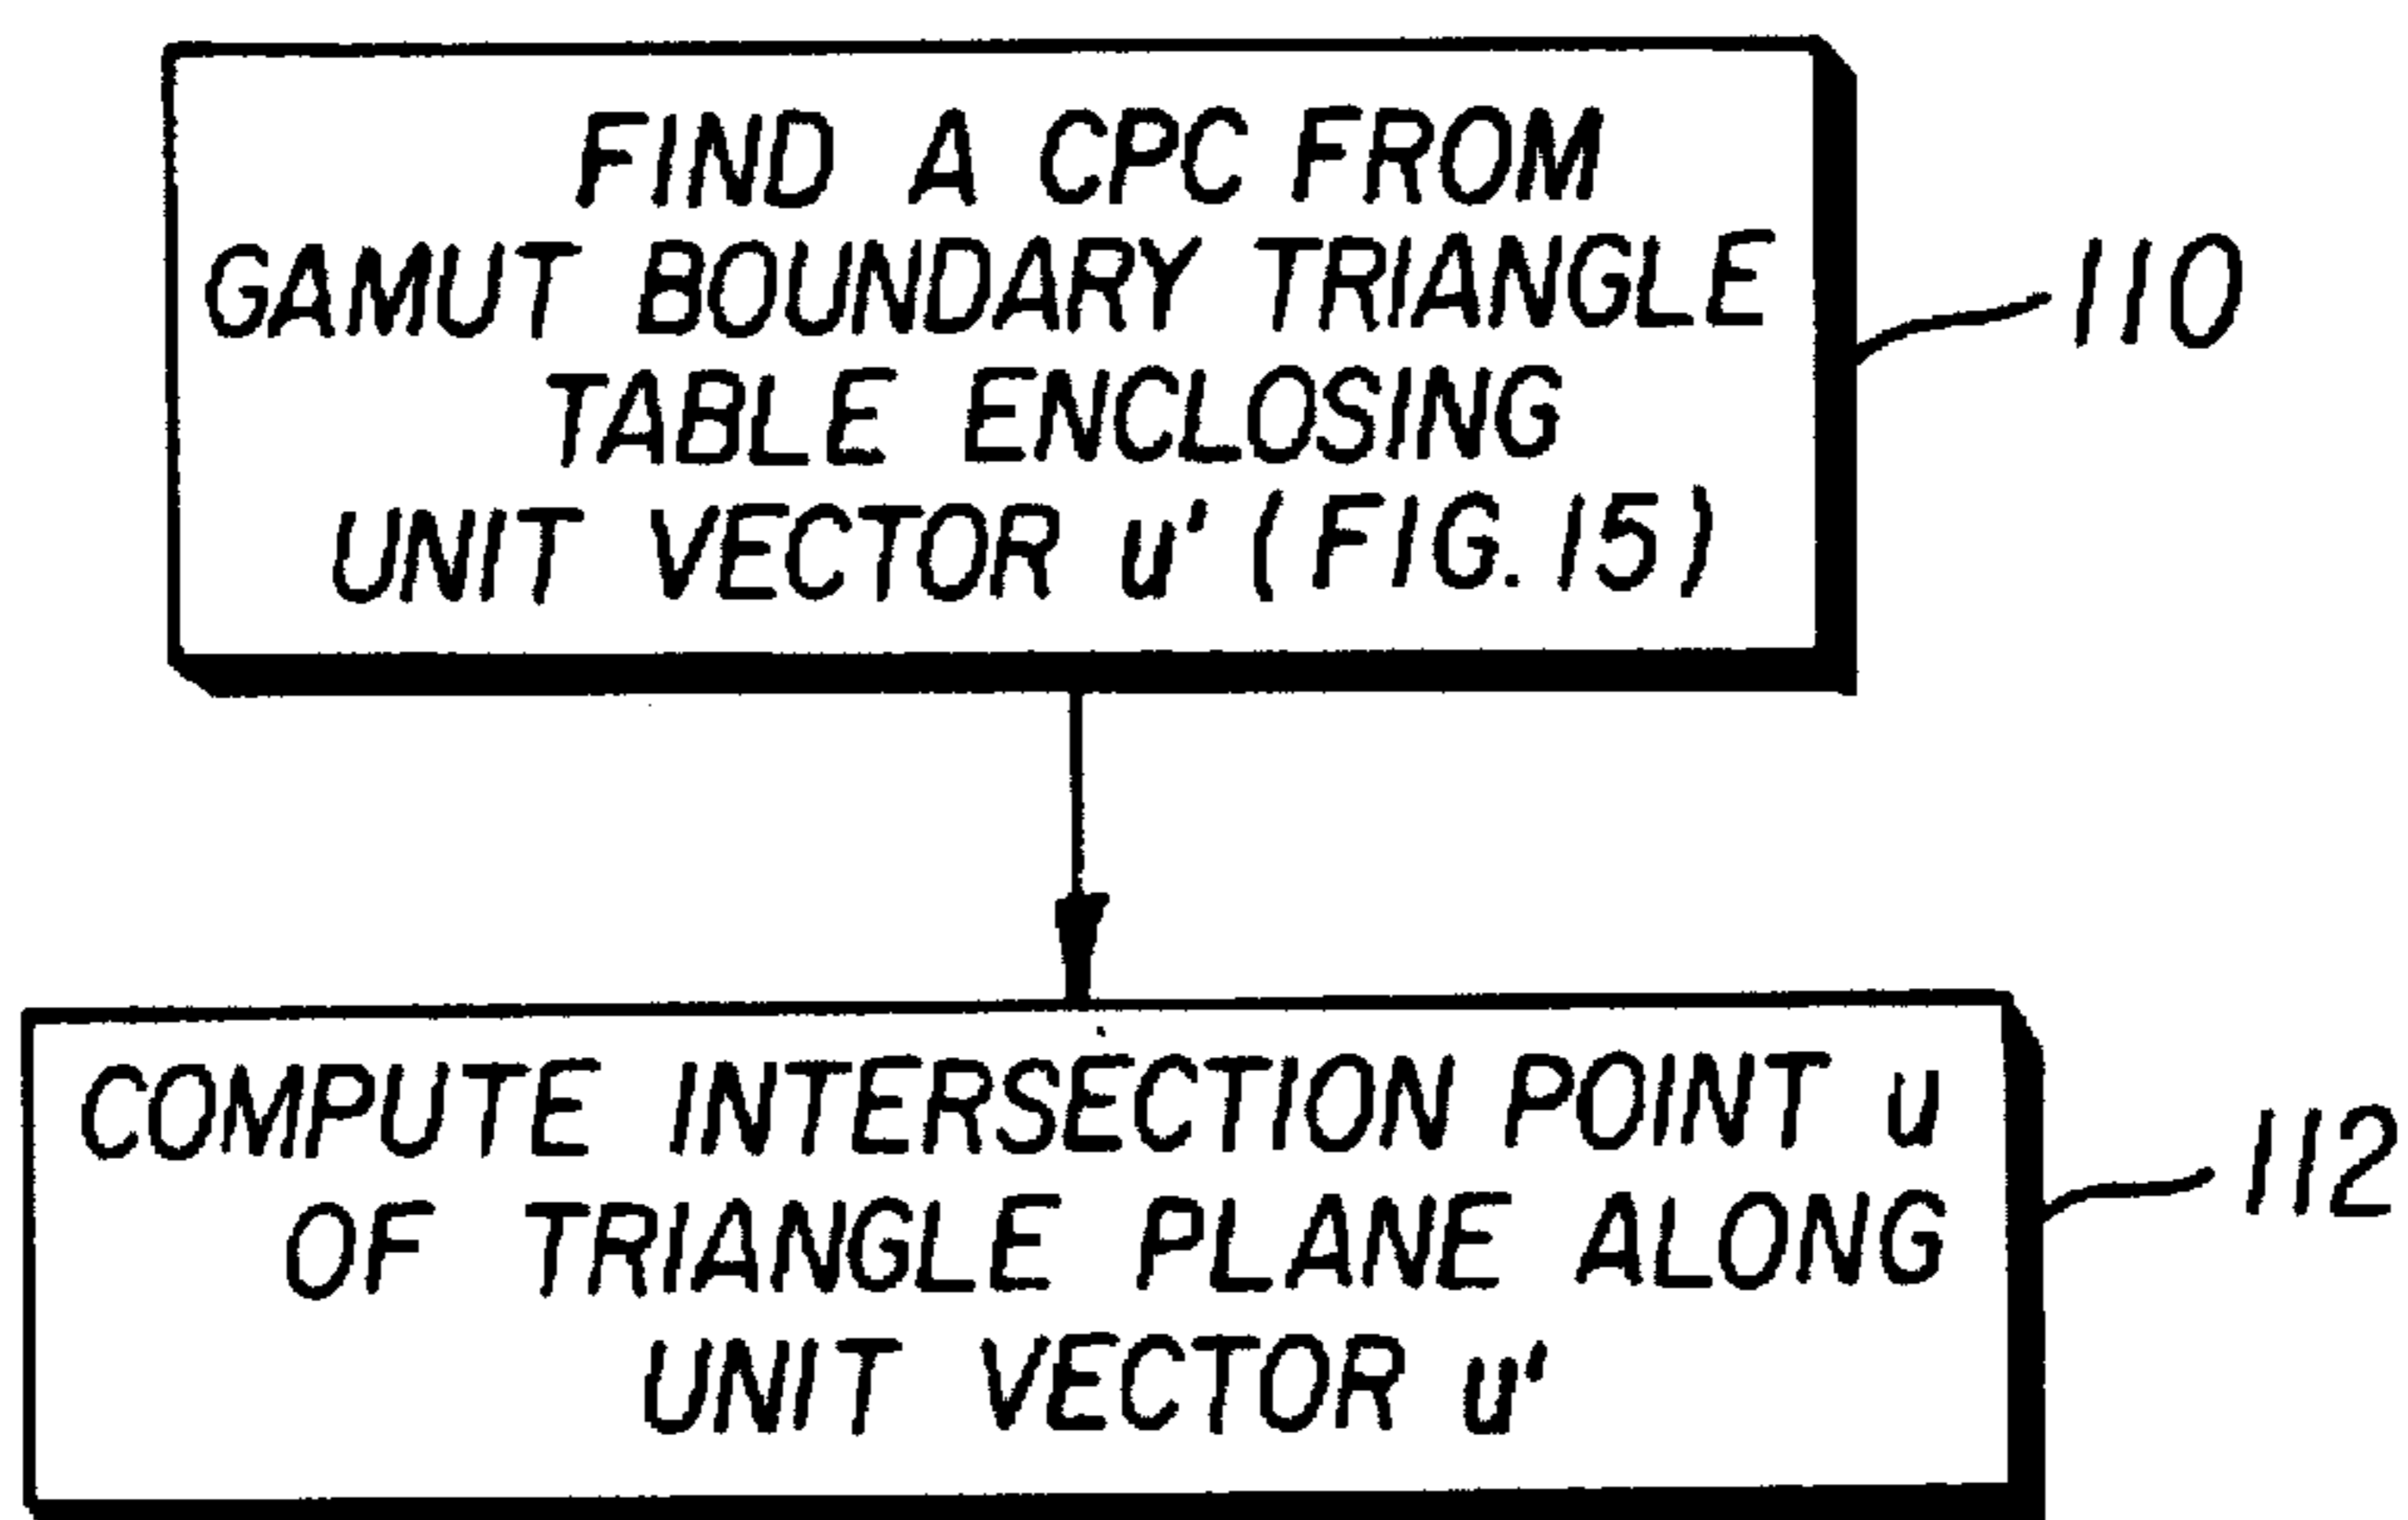 FIND A CPC FROM
GAMUT BOUNDARY TRIANGLE
TABLE ENCLOSING
UNIT VECTOR u' (FIG. 15)
110
COMPUTE INTERSECTION POINT u
OF TRIANGLE PLANE ALONG
UNIT VECTOR u'
112